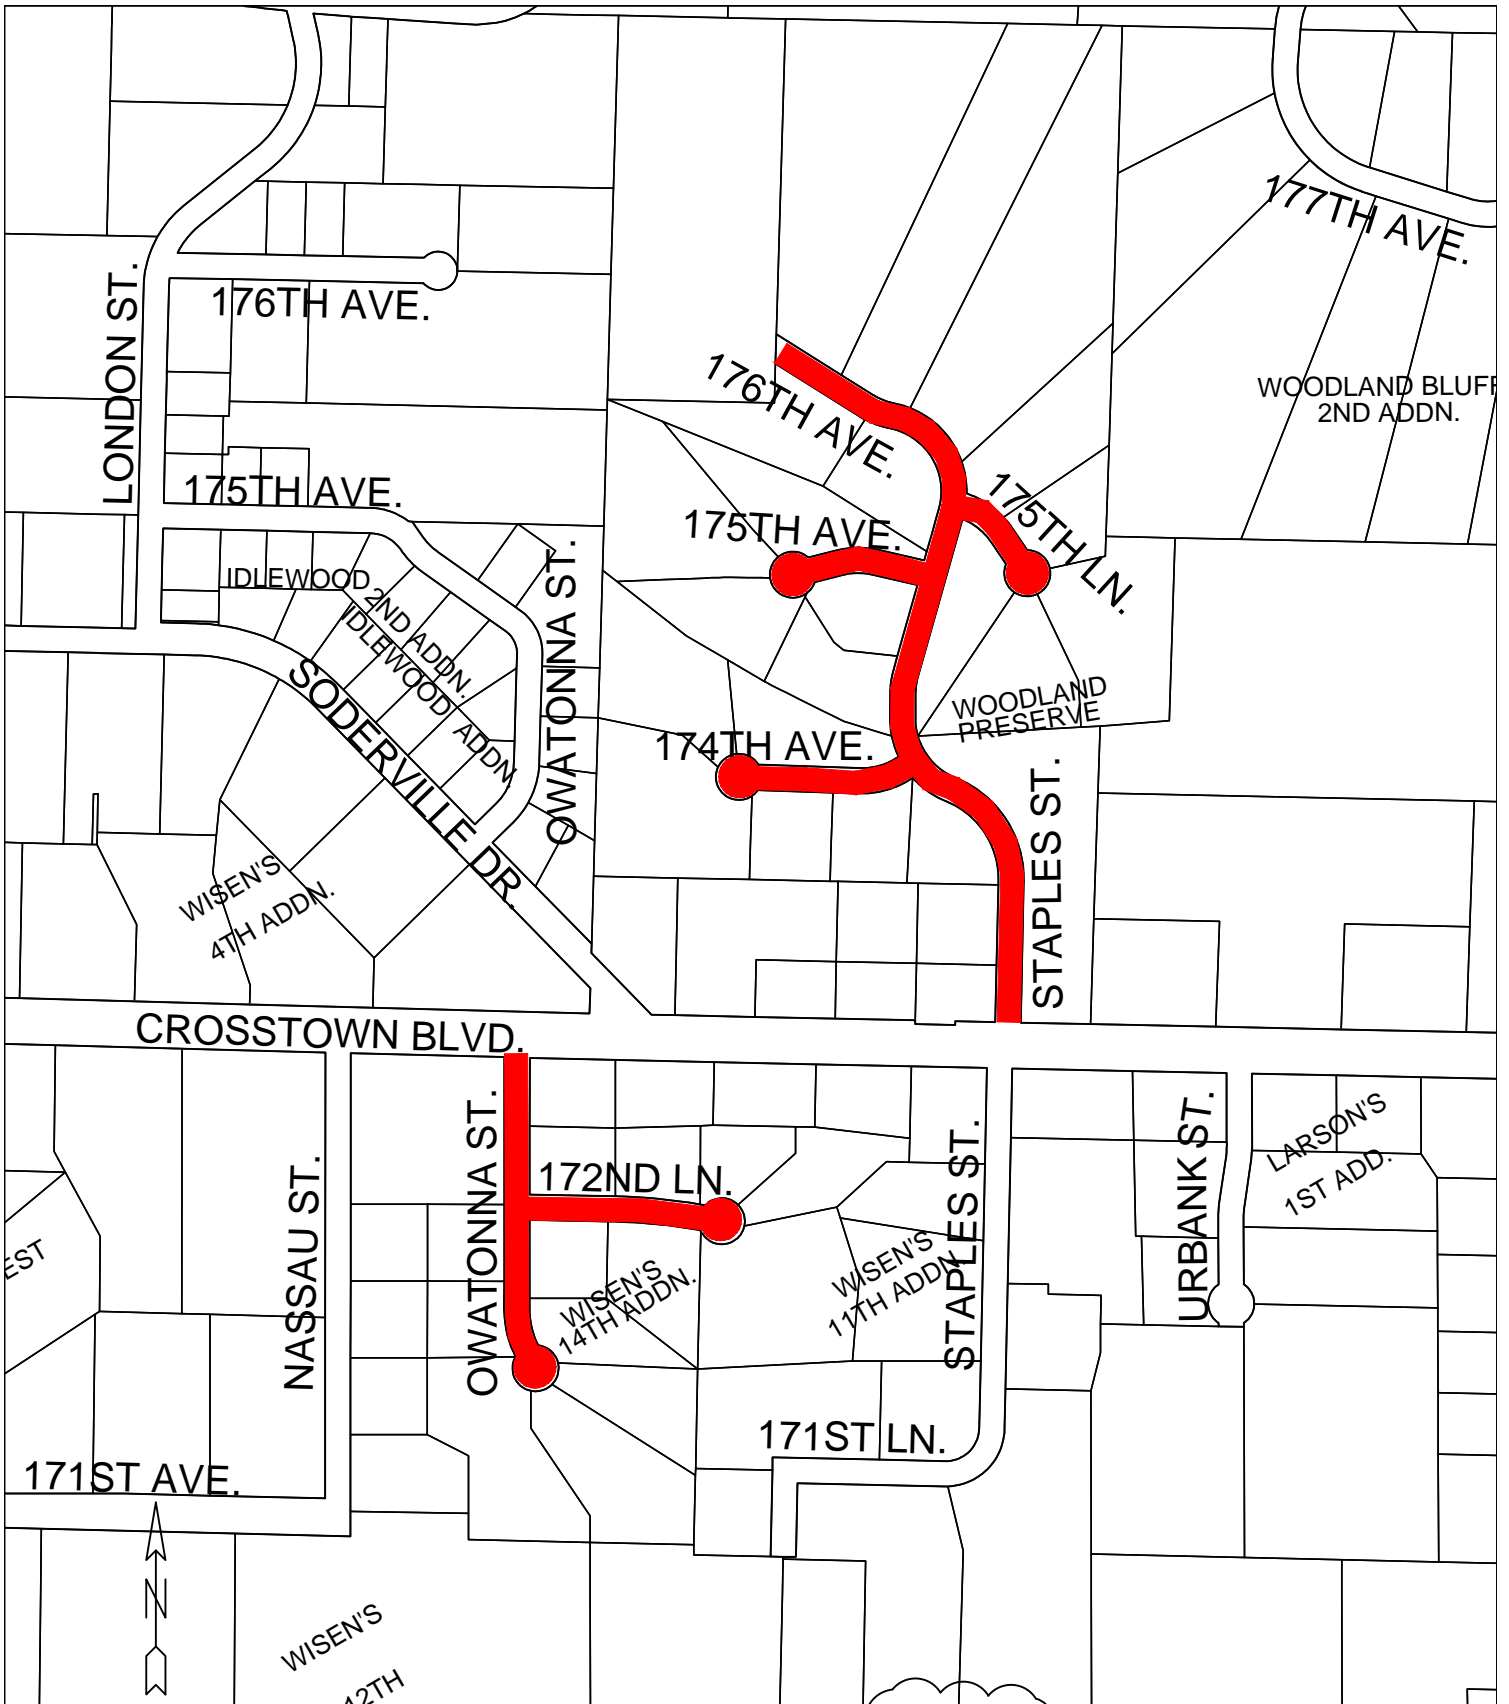 177TH AVE.
LONDON ST.
176TH AVE.
176TH AVE.
WOODLAND BLUFF
2ND ADDN.
175TH AVE.
175TH AVE.
175TH LN.
IDLEWOOD 2ND ADDN.
IDLEWOOD ADDN.
OWATONNA ST.
SODERVILLE DR.
WOODLAND
PRESERVE
174TH AVE.
STAPLES ST.
WISEN'S
4TH ADDN.
CROSSTOWN BLVD.
OWATONNA ST.
172ND LN.
NASSAU ST.
STAPLES ST.
URBANK ST.
LARSON'S
1ST ADD.
EST
WISEN'S
14TH ADDN.
WISEN'S
11TH ADDN.
171ST LN.
171ST AVE.
N
WISEN'S
12TH